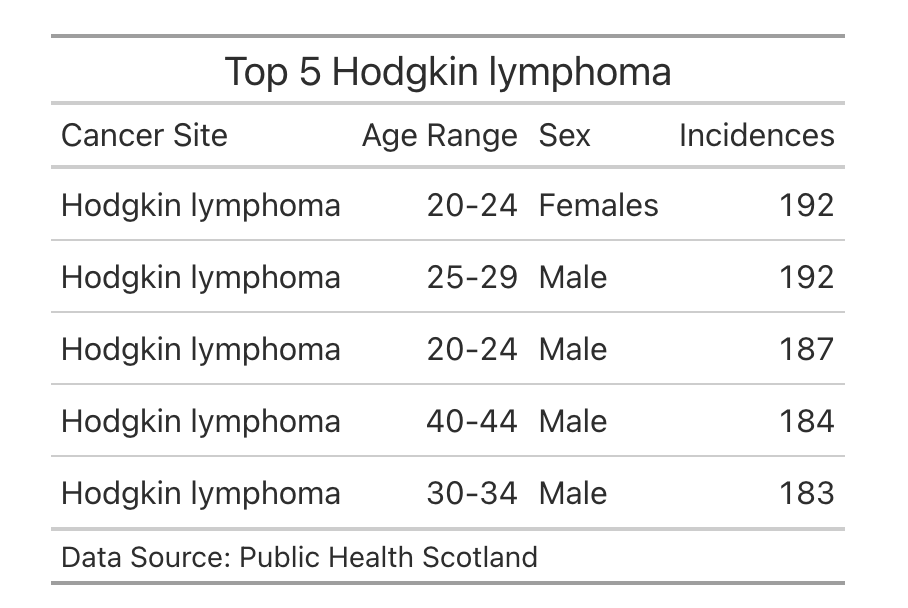 Top 5 Hodgkin lymphoma
Cancer Site Age Range Sex Incidences
Hodgkin lymphoma 20-24 Females 192
Hodgkin lymphoma 25-29 Male 192
Hodgkin lymphoma 20-24 Male 187
Hodgkin lymphoma 40-44 Male 184
Hodgkin lymphoma 30-34 Male 183
Data Source: Public Health Scotland